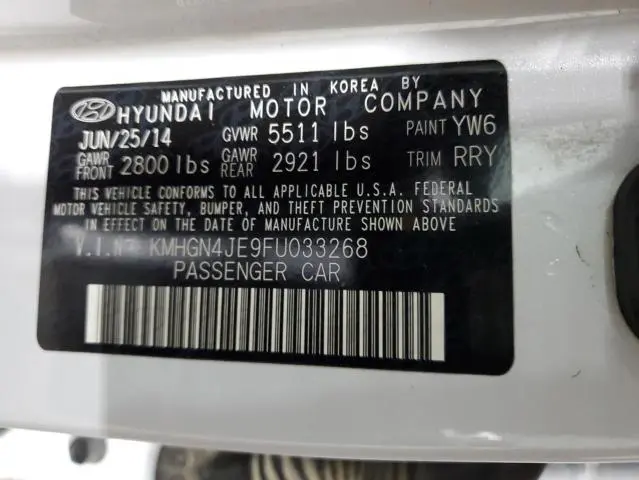 MANUFACTURED IN KOREA BY
HYUNDAI MOTOR COMPANY
JUN/25/14 GVWR 5511 lbs PAINT YW6
GAWR FRONT 2800 lbs GAWR REAR 2921 lbs TRIM RRY
THIS VEHICLE CONFORMS TO ALL APPLICABLE U.S.A. FEDERAL
MOTOR VEHICLE SAFETY, BUMPER, AND THEFT PREVENTION STANDARDS
IN EFFECT ON THE DATE OF MANUFACTURE SHOWN ABOVE
V.I.Nº KMHGN4JE9FU033268
PASSENGER CAR